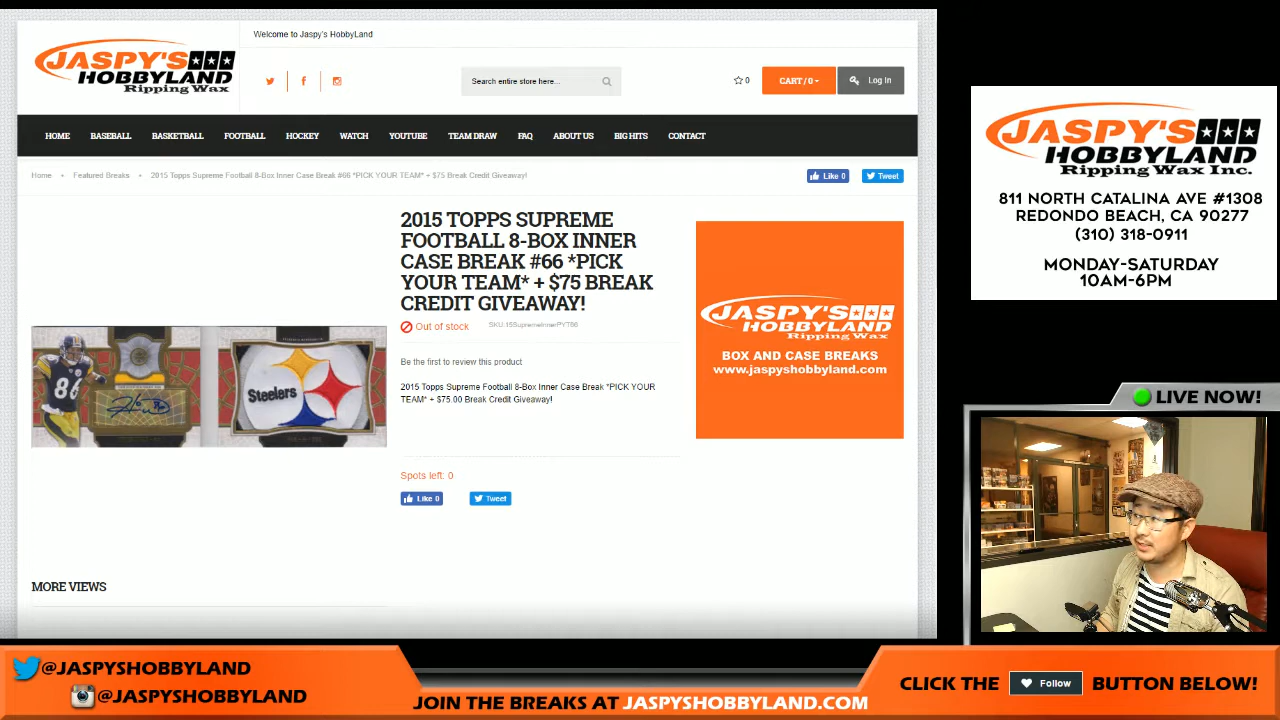 JASPY'S
HOBBYLAND
Ripping Wax
Welcome to Jaspy's HobbyLand
Search entire store here...
0
CART / 0
Log In
HOME
BASEBALL
BASKETBALL
FOOTBALL
HOCKEY
WATCH
YOUTUBE
TEAM DRAW
FAQ
ABOUT US
BIG HITS
CONTACT
Home • Featured Breaks • 2015 Topps Supreme Football 8-Box Inner Case Break #66 *PICK YOUR TEAM* + $75 Break Credit Giveaway!
Like 0
Tweet
2015 TOPPS SUPREME
FOOTBALL 8-BOX INNER
CASE BREAK #66 *PICK
YOUR TEAM* + $75 BREAK
CREDIT GIVEAWAY!
Out of stock
SKU:15SupremeInnerPYT66
Be the first to review this product
2015 Topps Supreme Football 8-Box Inner Case Break *PICK YOUR
TEAM* + $75.00 Break Credit Giveaway!
Spots left: 0
Like 0
Tweet
86
Steelers
MORE VIEWS
JASPY'S
HOBBYLAND
Ripping Wax
BOX AND CASE BREAKS
www.jaspyshobbyland.com
JASPY'S
HOBBYLAND
Ripping Wax Inc.
811 NORTH CATALINA AVE #1308
REDONDO BEACH, CA 90277
(310) 318-0911
MONDAY-SATURDAY
10AM-6PM
LIVE NOW!
@JASPYSHOBBYLAND
@JASPYSHOBBYLAND
JOIN THE BREAKS AT JASPYSHOBBYLAND.COM
CLICK THE Follow BUTTON BELOW!